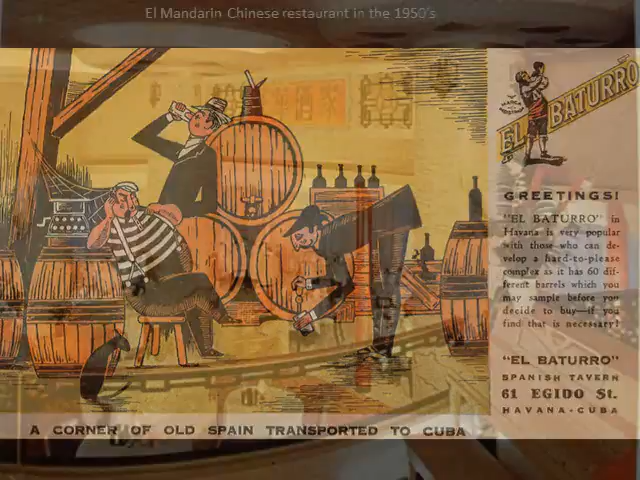 El Mandarin Chinese restaurant in the 1950's
EL BATURRO
GREETINGS!
"EL BATURRO" in
Havana is very popular
with those who can de-
velop a hard-to-please
complex as it has 60 dif-
ferent barrels which you
may sample before you
decide to buy—if you
find that is necessary!
"EL BATURRO"
SPANISH TAVERN
61 EGIDO St.
HAVANA - CUBA
A CORNER OF OLD SPAIN TRANSPORTED TO CUBA